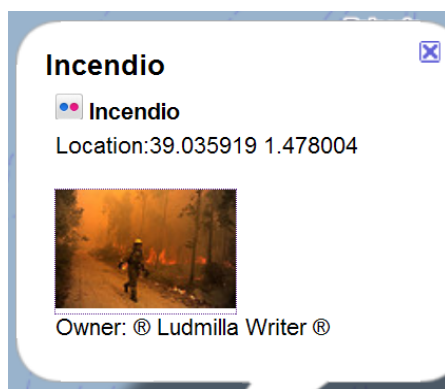 Incendio
Incendio
Location:39.035919 1.478004
Owner: ® Ludmilla Writer ®